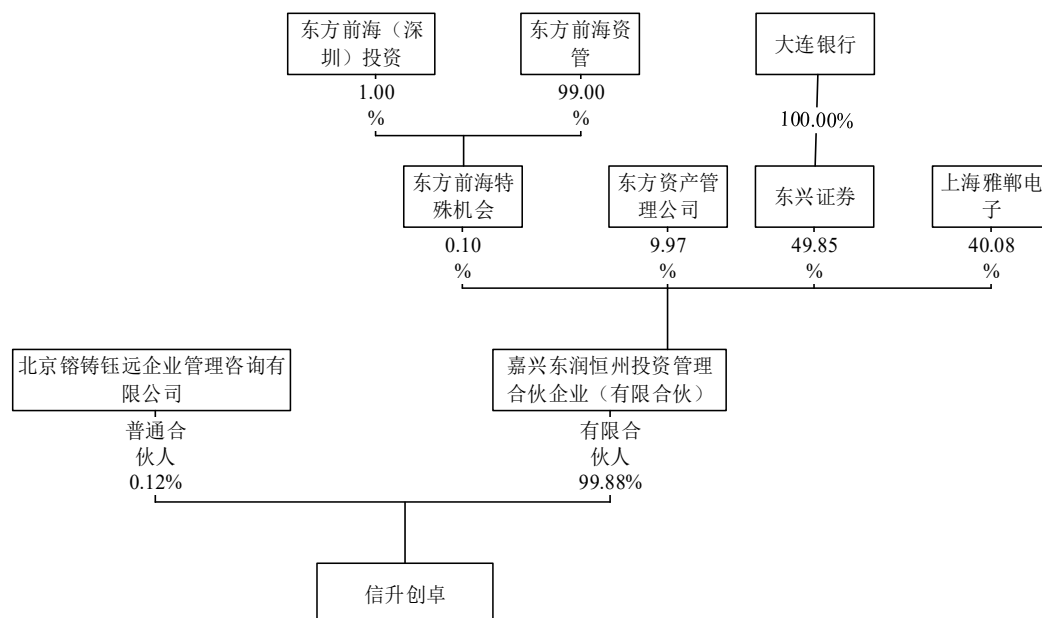 东方前海（深
圳）投资
东方前海资
管
大连银行
1.00
%
99.00
%
100.00%
东方前海特
殊机会
东方资产管
理公司
东兴证券
上海雅郸电
子
0.10
%
9.97
%
49.85
%
40.08
%
北京镕铸钰远企业管理咨询有
限公司
嘉兴东润恒州投资管理
合伙企业（有限合伙）
普通合
伙人
0.12%
有限合
伙人
99.88%
信升创卓